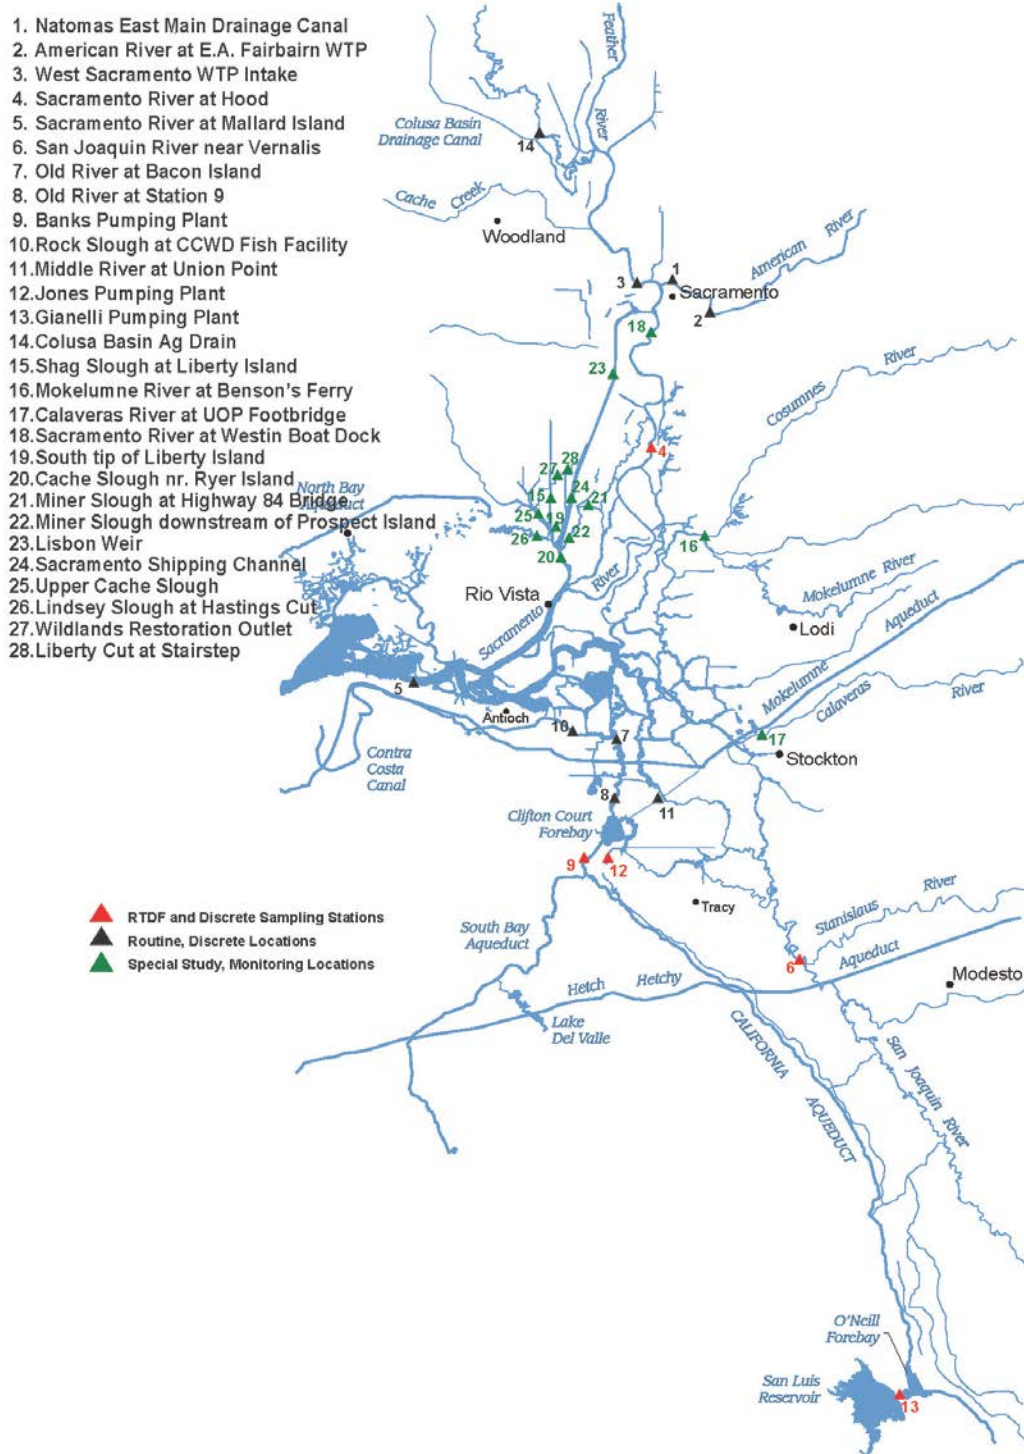 1. Natomas East Main Drainage Canal
2. American River at E.A. Fairbairn WTP
3. West Sacramento WTP Intake
4. Sacramento River at Hood
5. Sacramento River at Mallard Island
6. San Joaquin River near Vernalis
7. Old River at Bacon Island
8. Old River at Station 9
9. Banks Pumping Plant
10.Rock Slough at CCWD Fish Facility
11.Middle River at Union Point
12.Jones Pumping Plant
13.Gianelli Pumping Plant
14.Colusa Basin Ag Drain
15.Shag Slough at Liberty Island
16.Mokelumne River at Benson's Ferry
17.Calaveras River at UOP Footbridge
18.Sacramento River at Westin Boat Dock
19.South tip of Liberty Island
20.Cache Slough nr. Ryer Island
21.Miner Slough at Highway 84 Bridge
22.Miner Slough downstream of Prospect Island
23.Lisbon Weir
24.Sacramento Shipping Channel
25.Upper Cache Slough
26.Lindsey Slough at Hastings Cut
27.Wildlands Restoration Outlet
28.Liberty Cut at Stairstep
Feather
River
Colusa Basin
Drainage Canal
14
Cache Creek
Woodland
American River
1
3
Sacramento
2
18
23
Cosumnes
River
4
28
27
24
15
21
North Bay
Aqueduct
25
19
22
26
16
20
River
Rio Vista
Sacramento
Mokelumne River
Lodi
Aqueduct
Mokelumne
Calaveras
River
5
Antioch
10
7
17
Stockton
Contra
Costa
Canal
8
11
Clifton Court
Forebay
9
12
Tracy
RTDF and Discrete Sampling Stations
Routine, Discrete Locations
Special Study, Monitoring Locations
South Bay
Aqueduct
Stanislaus
River
6
Aqueduct
Modesto
Hetch
Hetchy
Lake
Del Valle
CALIFORNIA
AQUEDUCT
San Joaquin River
O'Neill
Forebay
San Luis
Reservoir
13